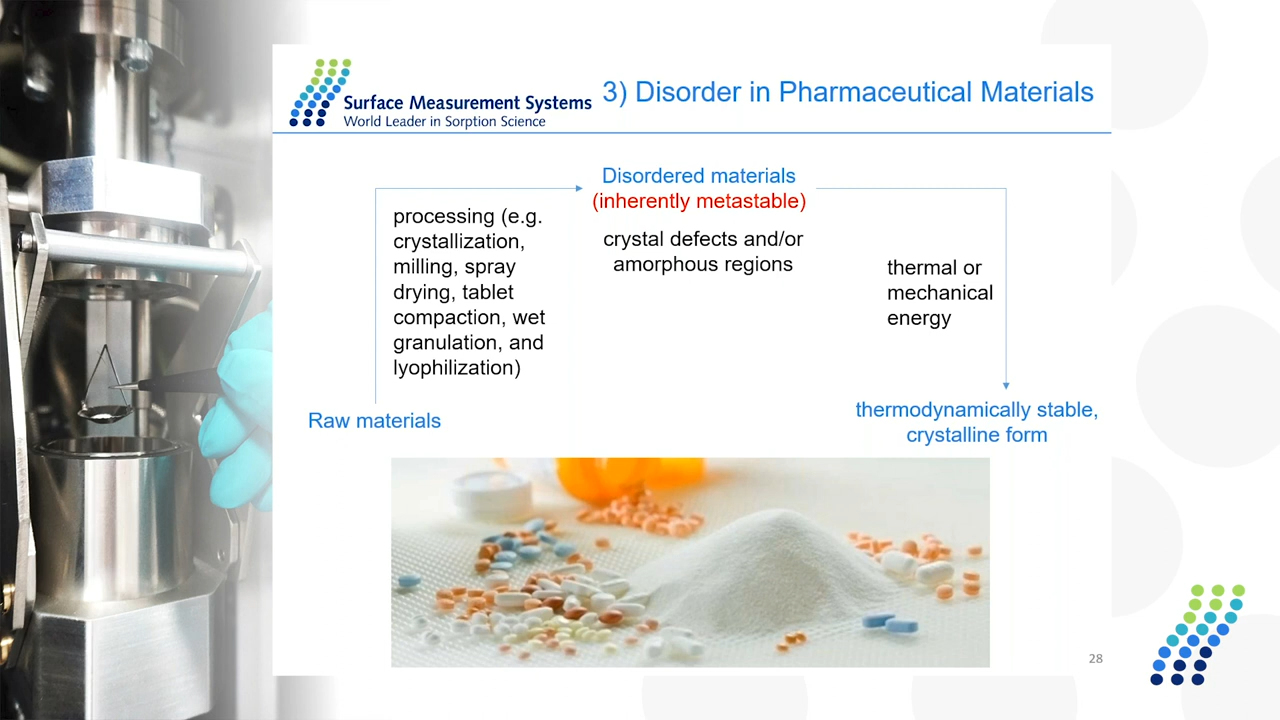 Surface Measurement Systems
World Leader in Sorption Science
3) Disorder in Pharmaceutical Materials
Disordered materials
(inherently metastable)
crystal defects and/or
amorphous regions
processing (e.g.
crystallization,
milling, spray
drying, tablet
compaction, wet
granulation, and
lyophilization)
Raw materials
thermal or
mechanical
energy
thermodynamically stable,
crystalline form
28